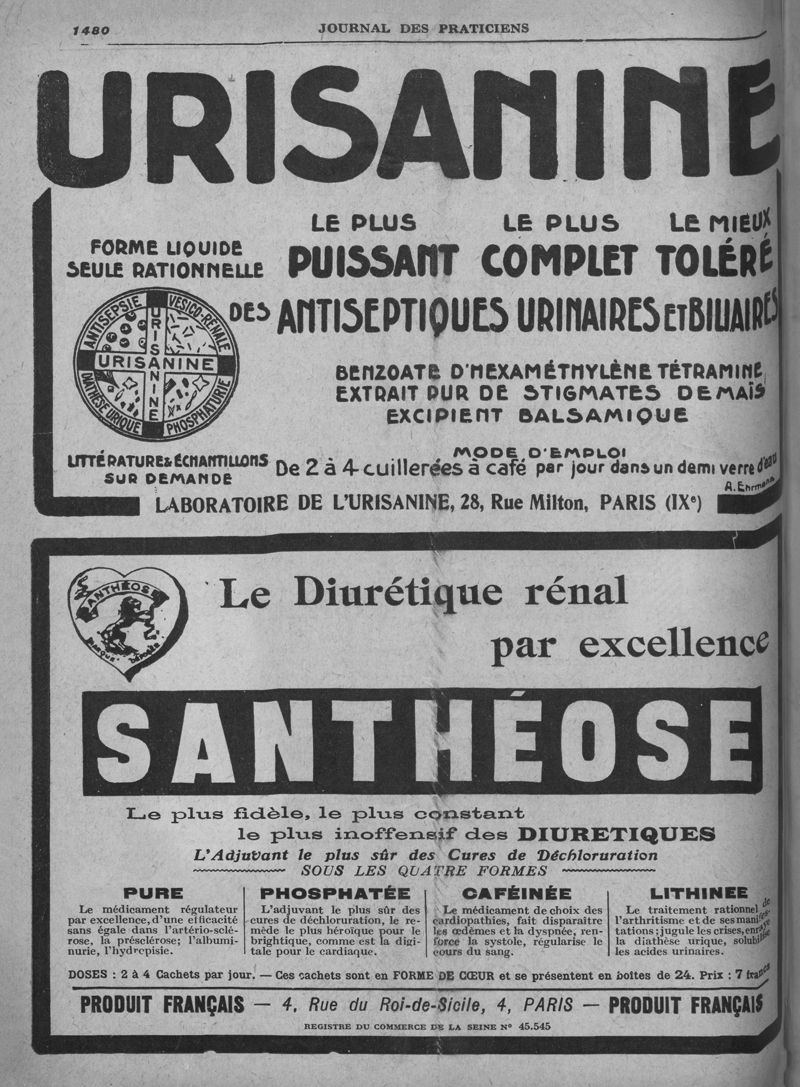 1480
JOURNAL DES PRATICIENS
URISANINE
FORME LIQUIDE
SEULE RATIONNELLE
LE PLUS LE PLUS LE MIEUX
PUISSANT COMPLET TOLÉRÉ
DES ANTISEPTIQUES URINAIRES ET BILIAIRES
ANTISEPSIE VESICO-RÉNALE
URISANINE
URISANINE
DIATHÈSE URIQUE PHOSPHATURIE
BENZOATE D'HEXAMÉTHYLÈNE TÉTRAMINE
EXTRAIT PUR DE STIGMATES DE MAÏS
EXCIPIENT BALSAMIQUE
LITTÉRATURE & ÉCHANTILLONS
SUR DEMANDE
MODE D'EMPLOI
De 2 à 4 cuillerées à café par jour dans un demi verre d'eau
A. Ehrmann
LABORATOIRE DE L'URISANINE, 28, Rue Milton, PARIS (IXe)
SANTHÉOSE
MARQUE DÉPOSÉE
Le Diurétique rénal
par excellence
SANTHÉOSE
Le plus fidèle, le plus constant
le plus inoffensif des DIURETIQUES
L'Adjuvant le plus sûr des Cures de Déchloruration
SOUS LES QUATRE FORMES
PURE
Le médicament régulateur
par excellence, d'une efficacité
sans égale dans l'artério-sclé-
rose, la présclérose; l'albumi-
nurie, l'hydropisie.
PHOSPHATÉE
L'adjuvant le plus sûr des
cures de déchloruration, le re-
mède le plus héroïque pour le
brightique, comme est la digi-
tale pour le cardiaque.
CAFÉINÉE
Le médicament de choix des
cardiopathies, fait disparaître
les œdèmes et la dyspnée, ren-
force la systole, régularise le
cours du sang.
LITHINEE
Le traitement rationnel de
l'arthritisme et de ses manifes-
tations; jugule les crises, enraye
la diathèse urique, solubilise
les acides urinaires.
DOSES : 2 à 4 Cachets par jour. — Ces cachets sont en FORME DE CŒUR et se présentent en boîtes de 24. Prix : 7 francs
PRODUIT FRANÇAIS — 4, Rue du Roi-de-Sicile, 4, PARIS — PRODUIT FRANÇAIS
REGISTRE DU COMMERCE DE LA SEINE N° 45.545